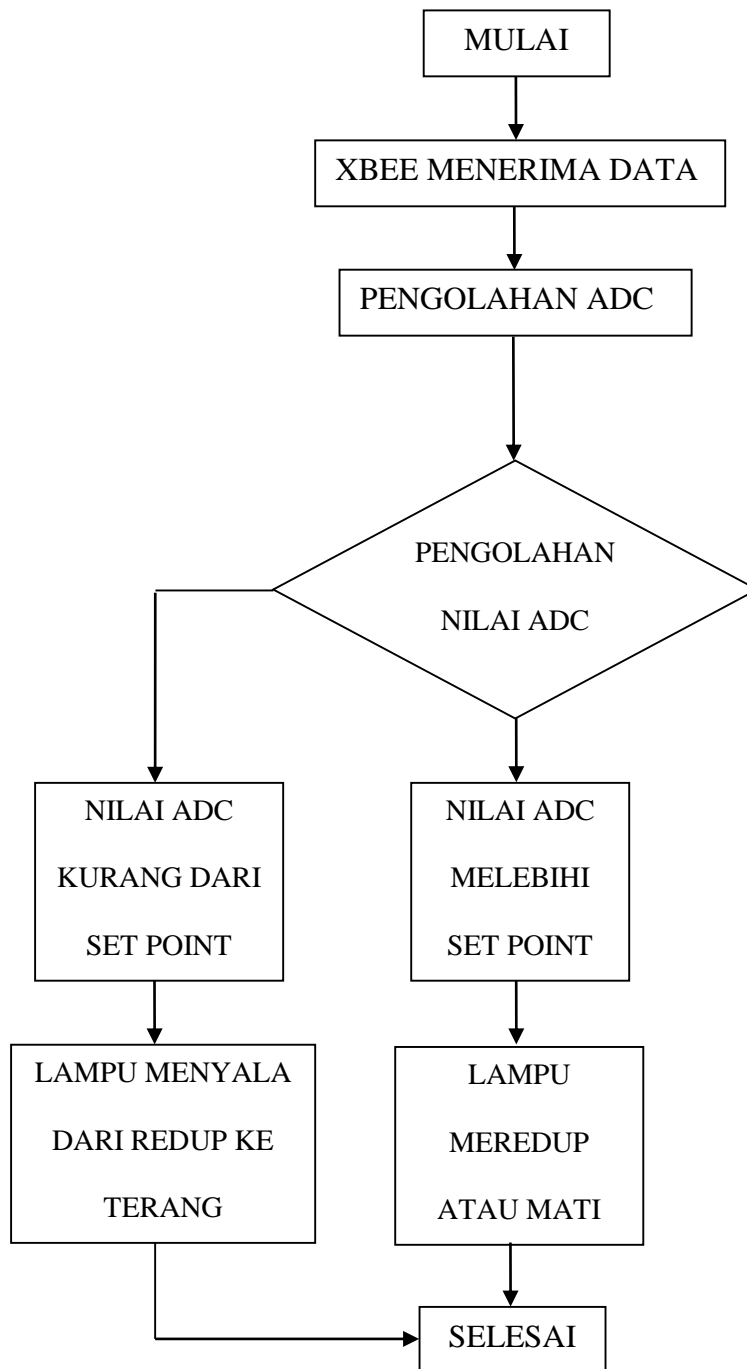 MULAI
XBEE MENERIMA DATA
PENGOLAHAN ADC
PENGOLAHAN
NILAI ADC
NILAI ADC
KURANG DARI
SET POINT
NILAI ADC
MELEBIHI
SET POINT
LAMPU MENYALA
DARI REDUP KE
TERANG
LAMPU
MEREDUP
ATAU MATI
SELESAI